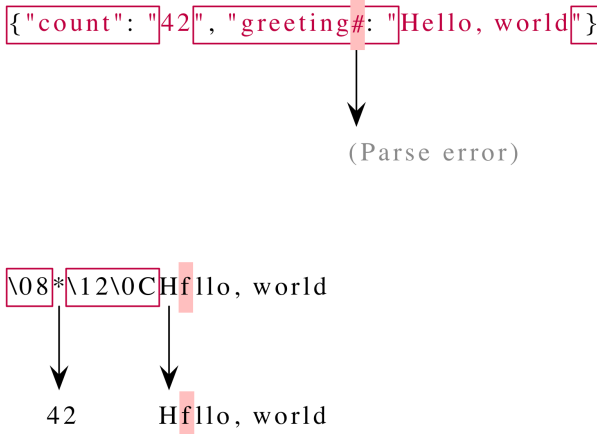 {"count": "42", "greeting#: "Hello, world"}
(Parse error)
\08*\12\0CHfllo, world
42 Hfllo, world